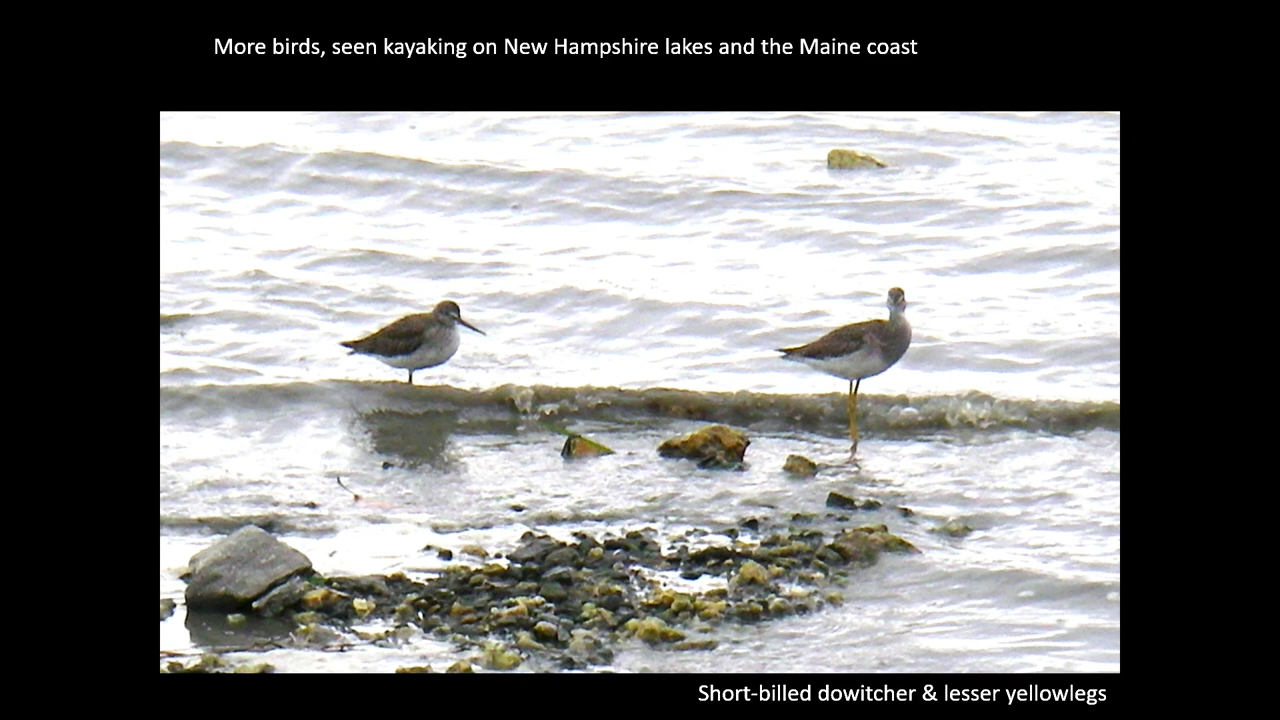 More birds, seen kayaking on New Hampshire lakes and the Maine coast
Short-billed dowitcher & lesser yellowlegs